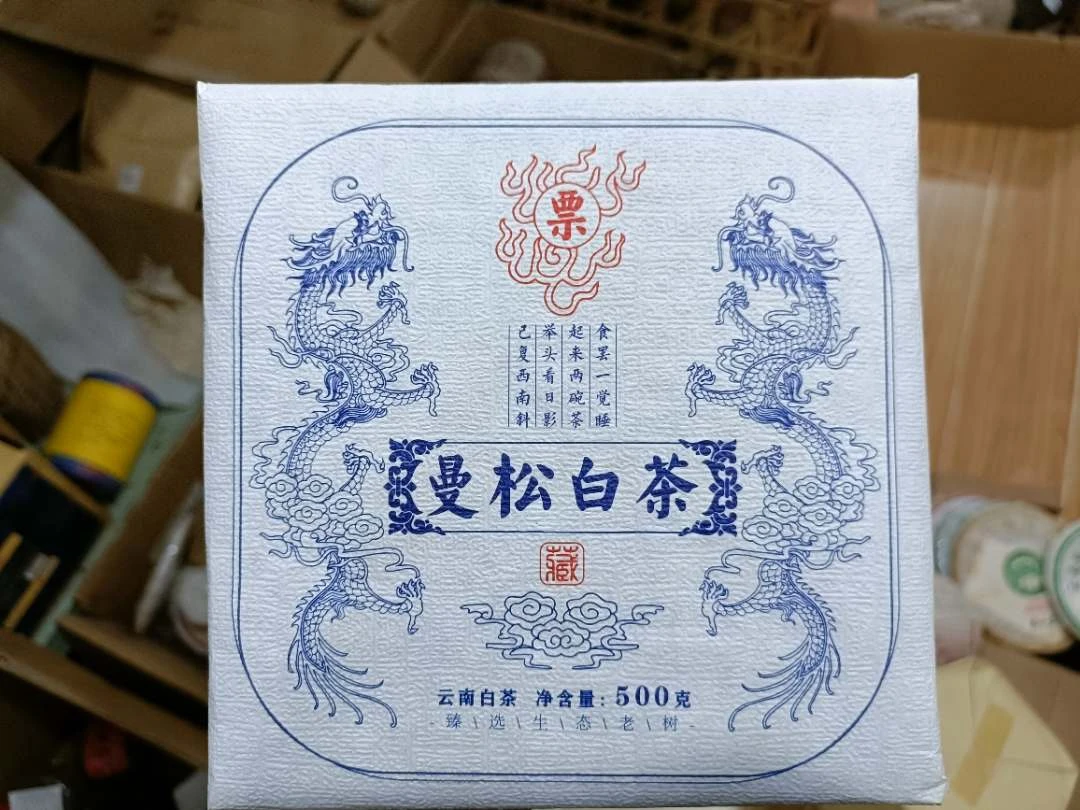 票
食罢一觉睡
起来两碗茶
举头看日影
已复西南斜
曼松白茶
藏
云南白茶 净含量：500克
臻\选\生\态\老\树